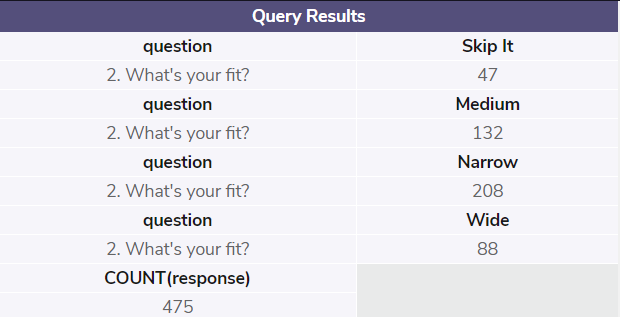 Query Results
question Skip It
2. What's your fit? 47
question Medium
2. What's your fit? 132
question Narrow
2. What's your fit? 208
question Wide
2. What's your fit? 88
COUNT(response)
475